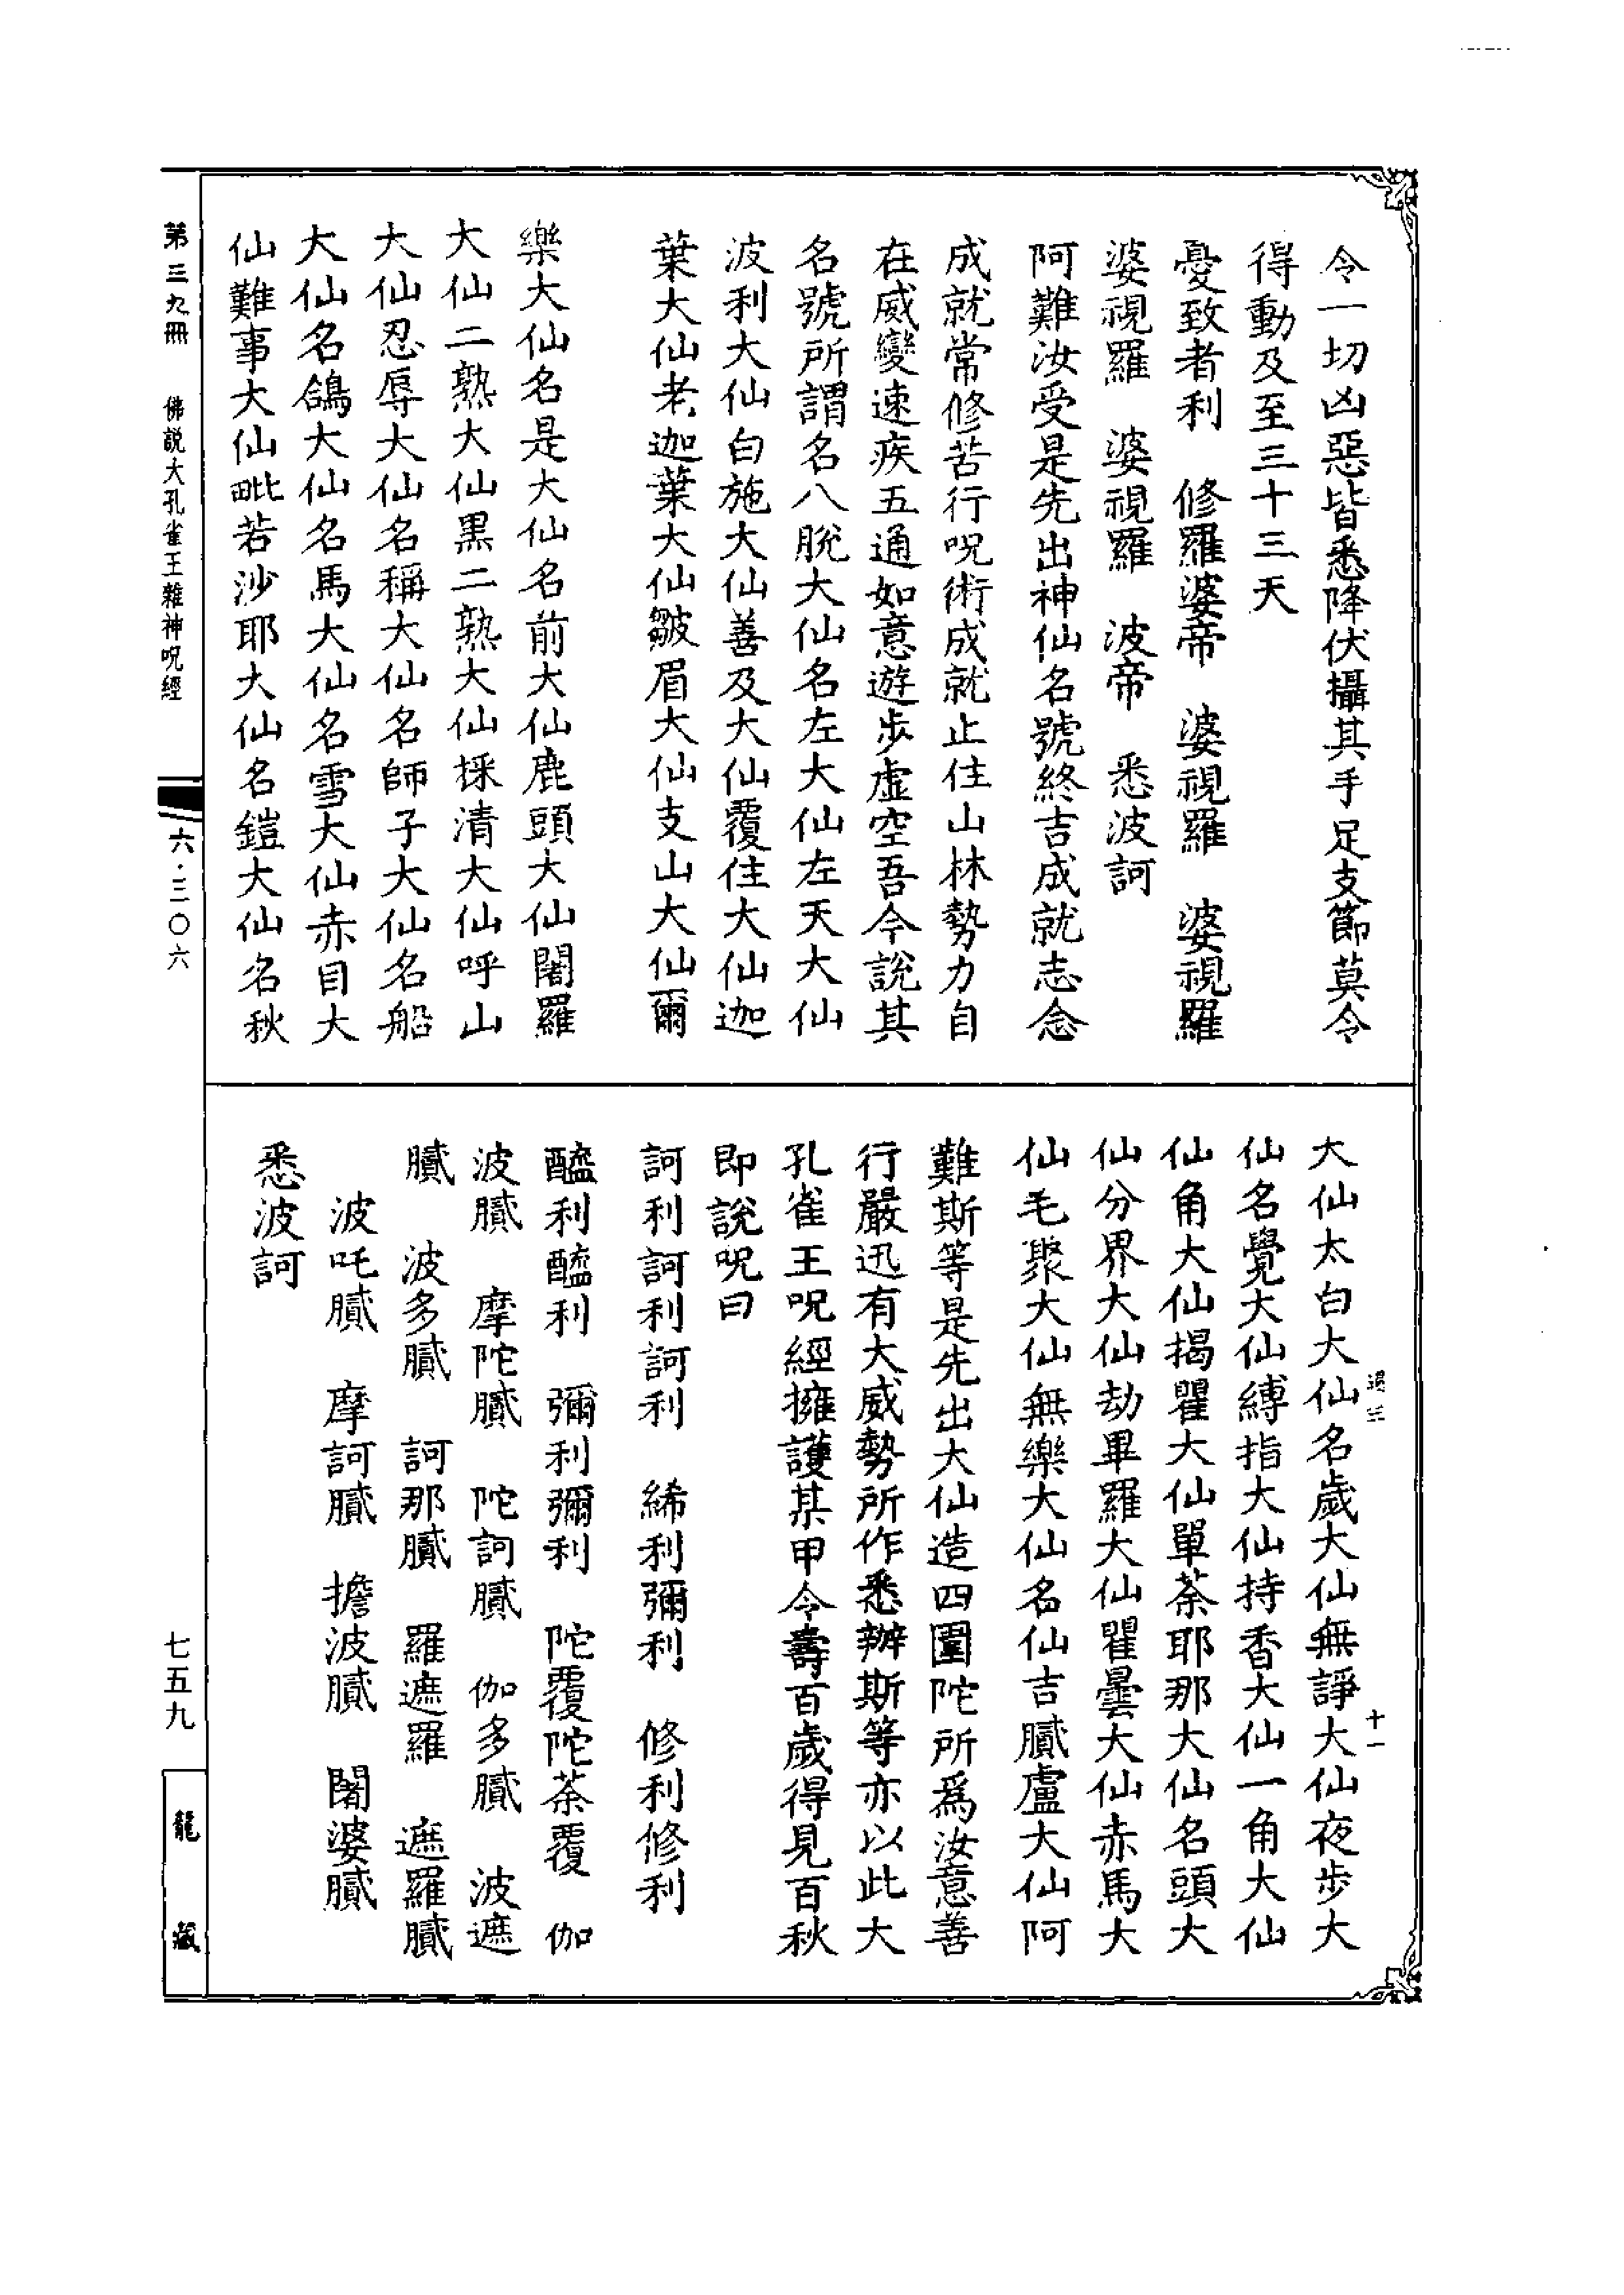 令一切凶惡皆悉降伏攝其手足支節莫令
得動及至三十三天
憂致者利　修羅婆帝　婆視羅　婆視羅
婆視羅　婆視羅　波帝　悉波訶
阿難汝受是先出神仙名號終吉成就志念
成就常修苦行呪術成就止住山林勢力自
在威變速疾五通如意遊步虛空吾今說其
名號所謂名八脫大仙名左大仙左天大仙
波利大仙白施大仙善及大仙覆住大仙迦
葉大仙老迦葉大仙皺眉大仙支山大仙爾
樂大仙名是大仙名前大仙鹿頭大仙闍羅
大仙二熟大仙黑二熟大仙採清大仙呼山
大仙忍辱大仙名稱大仙名師子大仙名船
大仙名鴿大仙名馬大仙名雪大仙赤目大
仙難事大仙毗若沙耶大仙名鎧大仙名秋
大仙太白大仙名歲大仙無諍大仙夜步大
仙名覺大仙縛指大仙持香大仙一角大仙
仙角大仙揭瞿大仙單荼耶那大仙名頭大
仙分界大仙劫畢羅大仙瞿曇大仙赤馬大
仙毛聚大仙無樂大仙名仙吉膩盧大仙阿
難斯等是先出大仙造四圍陀所爲汝意善
行嚴迅有大威勢所作悉辦斯等亦以此大
孔雀王呪經擁護某甲令壽百歲得見百秋
即說呪曰
訶利訶利訶利　絺利彌利　修利修利
醯利醯利　彌利彌利　陀覆陀荼覆　伽
波膩　摩陀膩　陀訶膩　伽多膩　波遮
膩　波多膩　訶那膩　羅遮羅　遮羅膩
波吒膩　摩訶膩　擔波膩　闍婆膩
悉波訶
十一
第三九冊　佛説大孔雀王雜神呪經
六·三〇六
七五九
龍藏